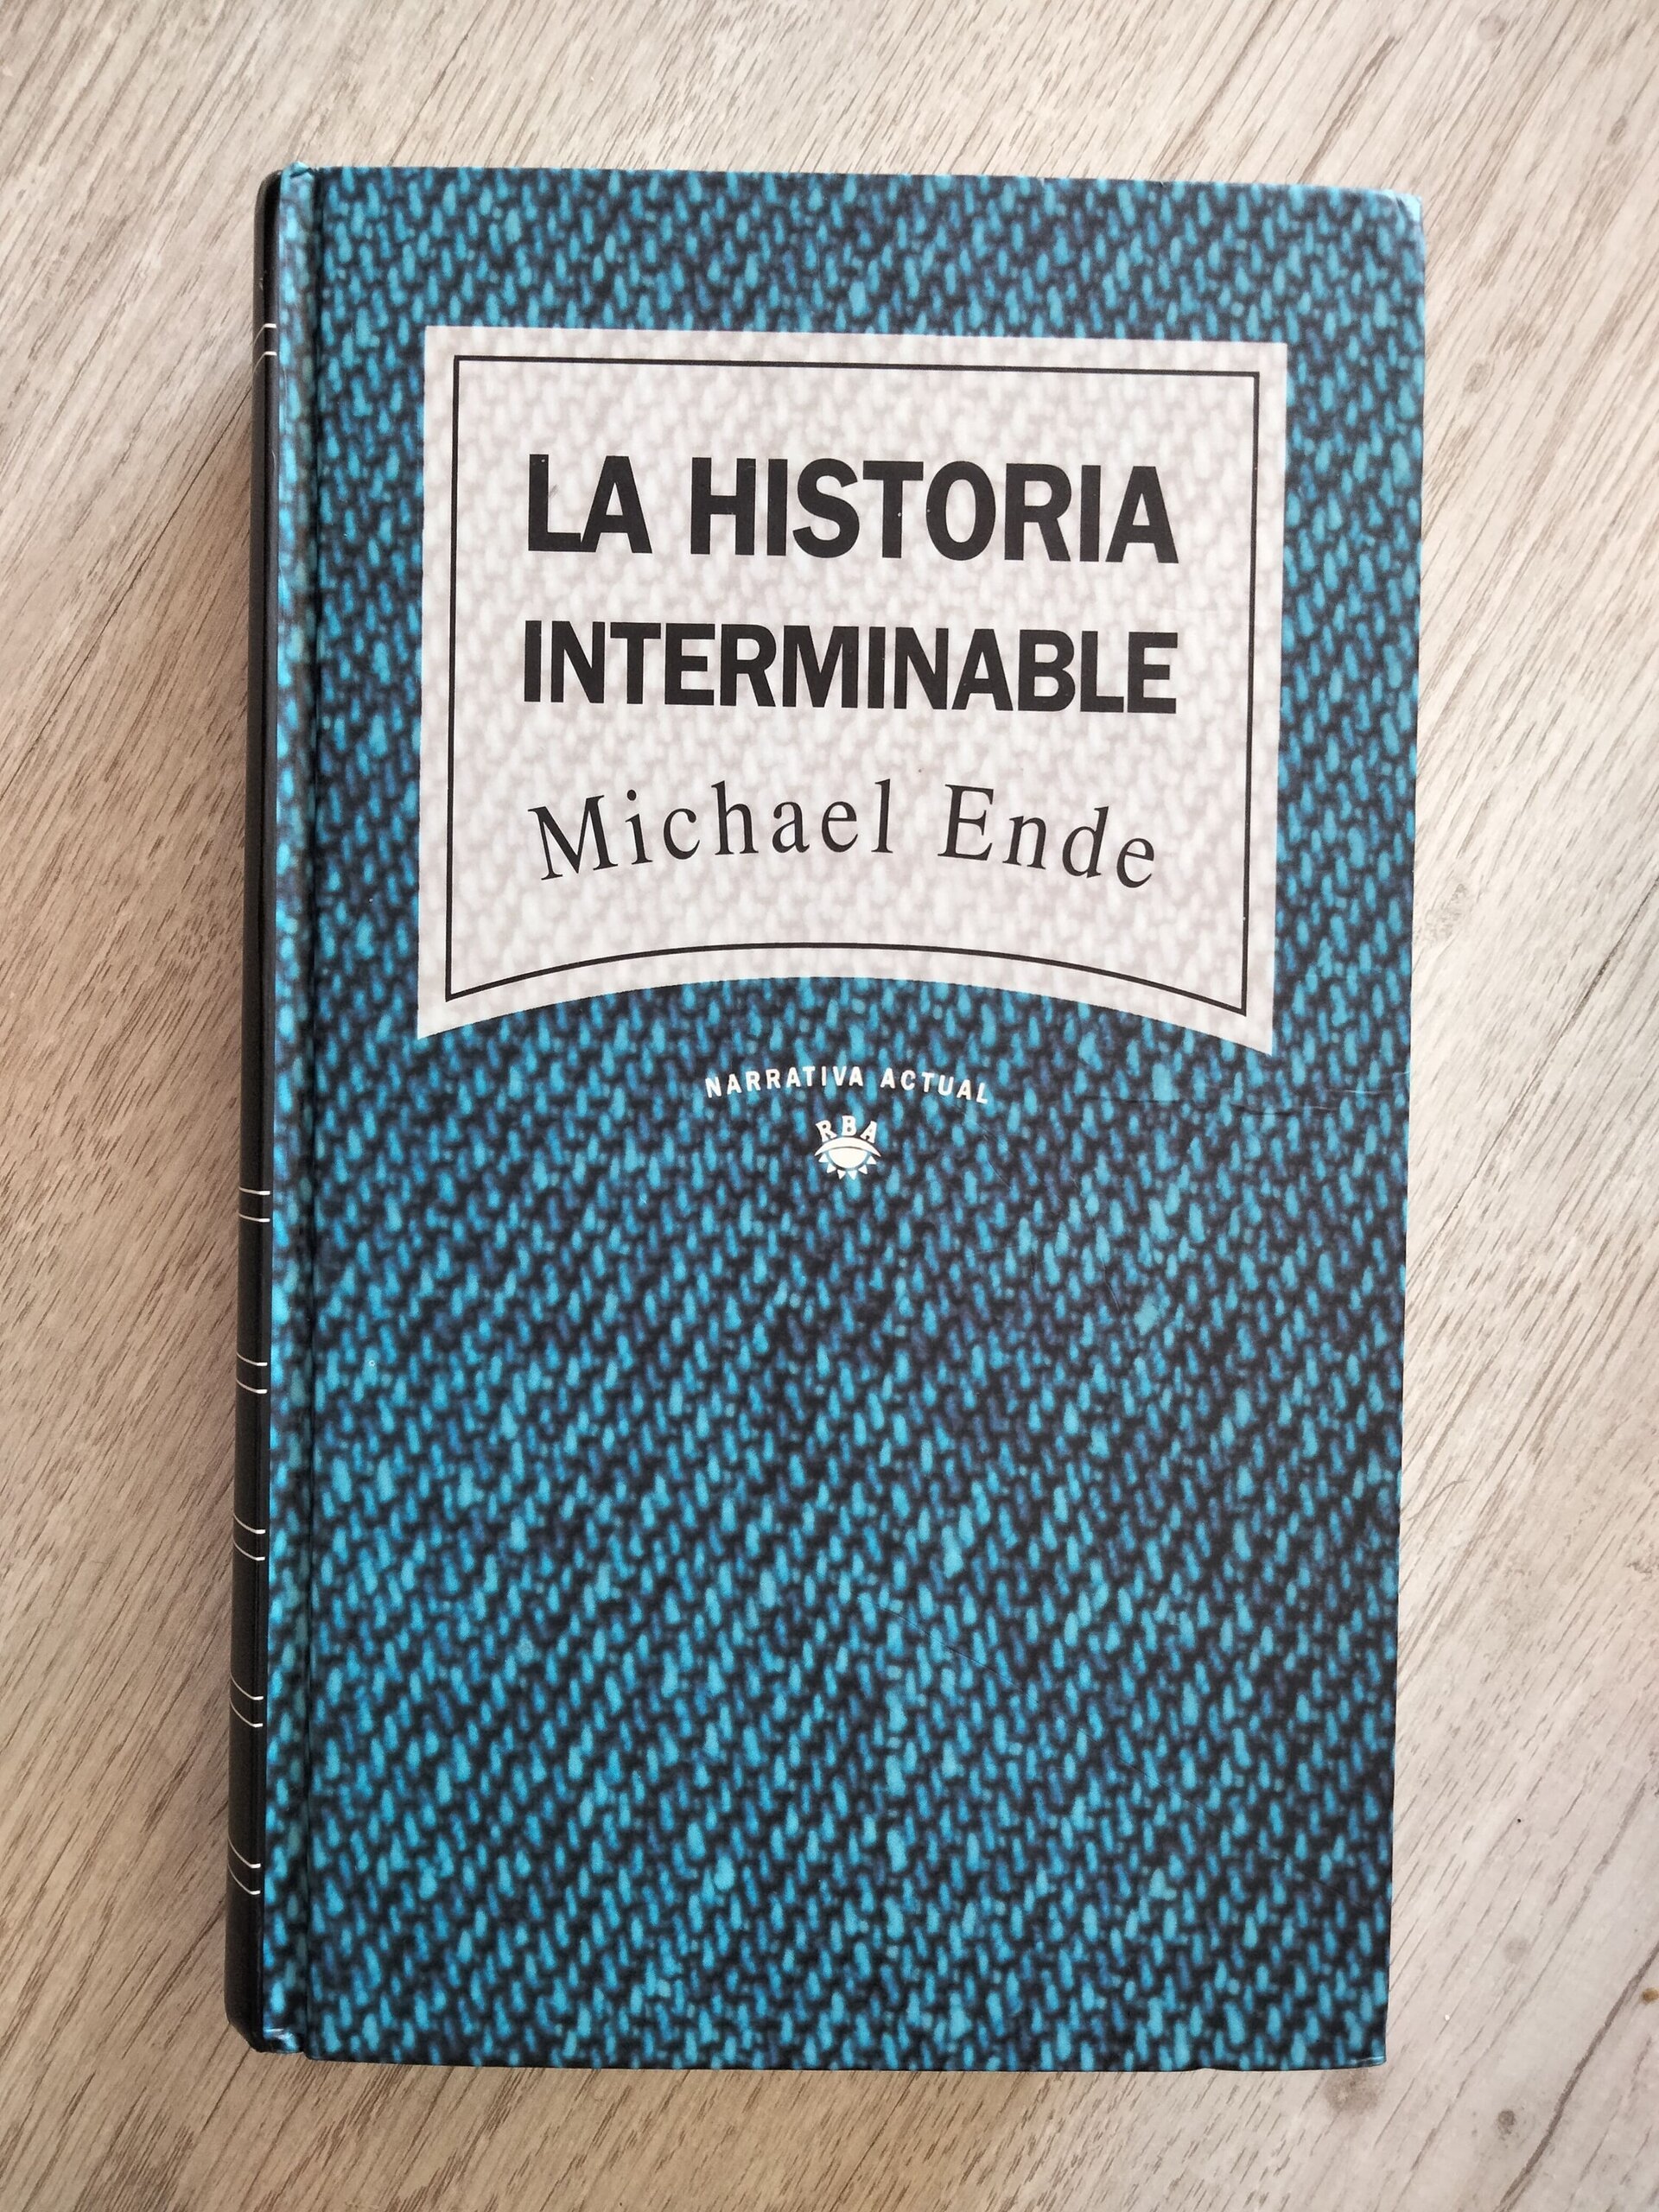 LA HISTORIA
INTERMINABLE
Michael Ende
NARRATIVA ACTUAL
RBA